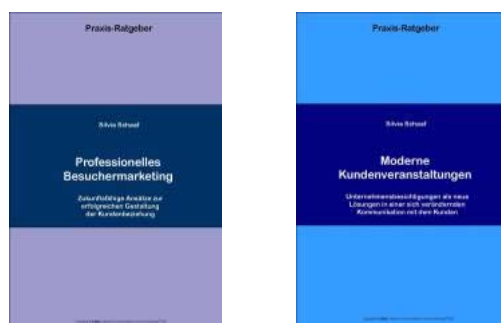 Praxis-Ratgeber
Silvia Schaaf
Professionelles
Besuchermarketing
Zukunftsfähige Ansätze zur
erfolgreichen Gestaltung
der Kundenbeziehung
Praxis-Ratgeber
Silvia Schaaf
Moderne
Kundenveranstaltungen
Unternehmensbesichtigungen als neue
Lösungen in einer sich verändernden
Kommunikation mit dem Kunden